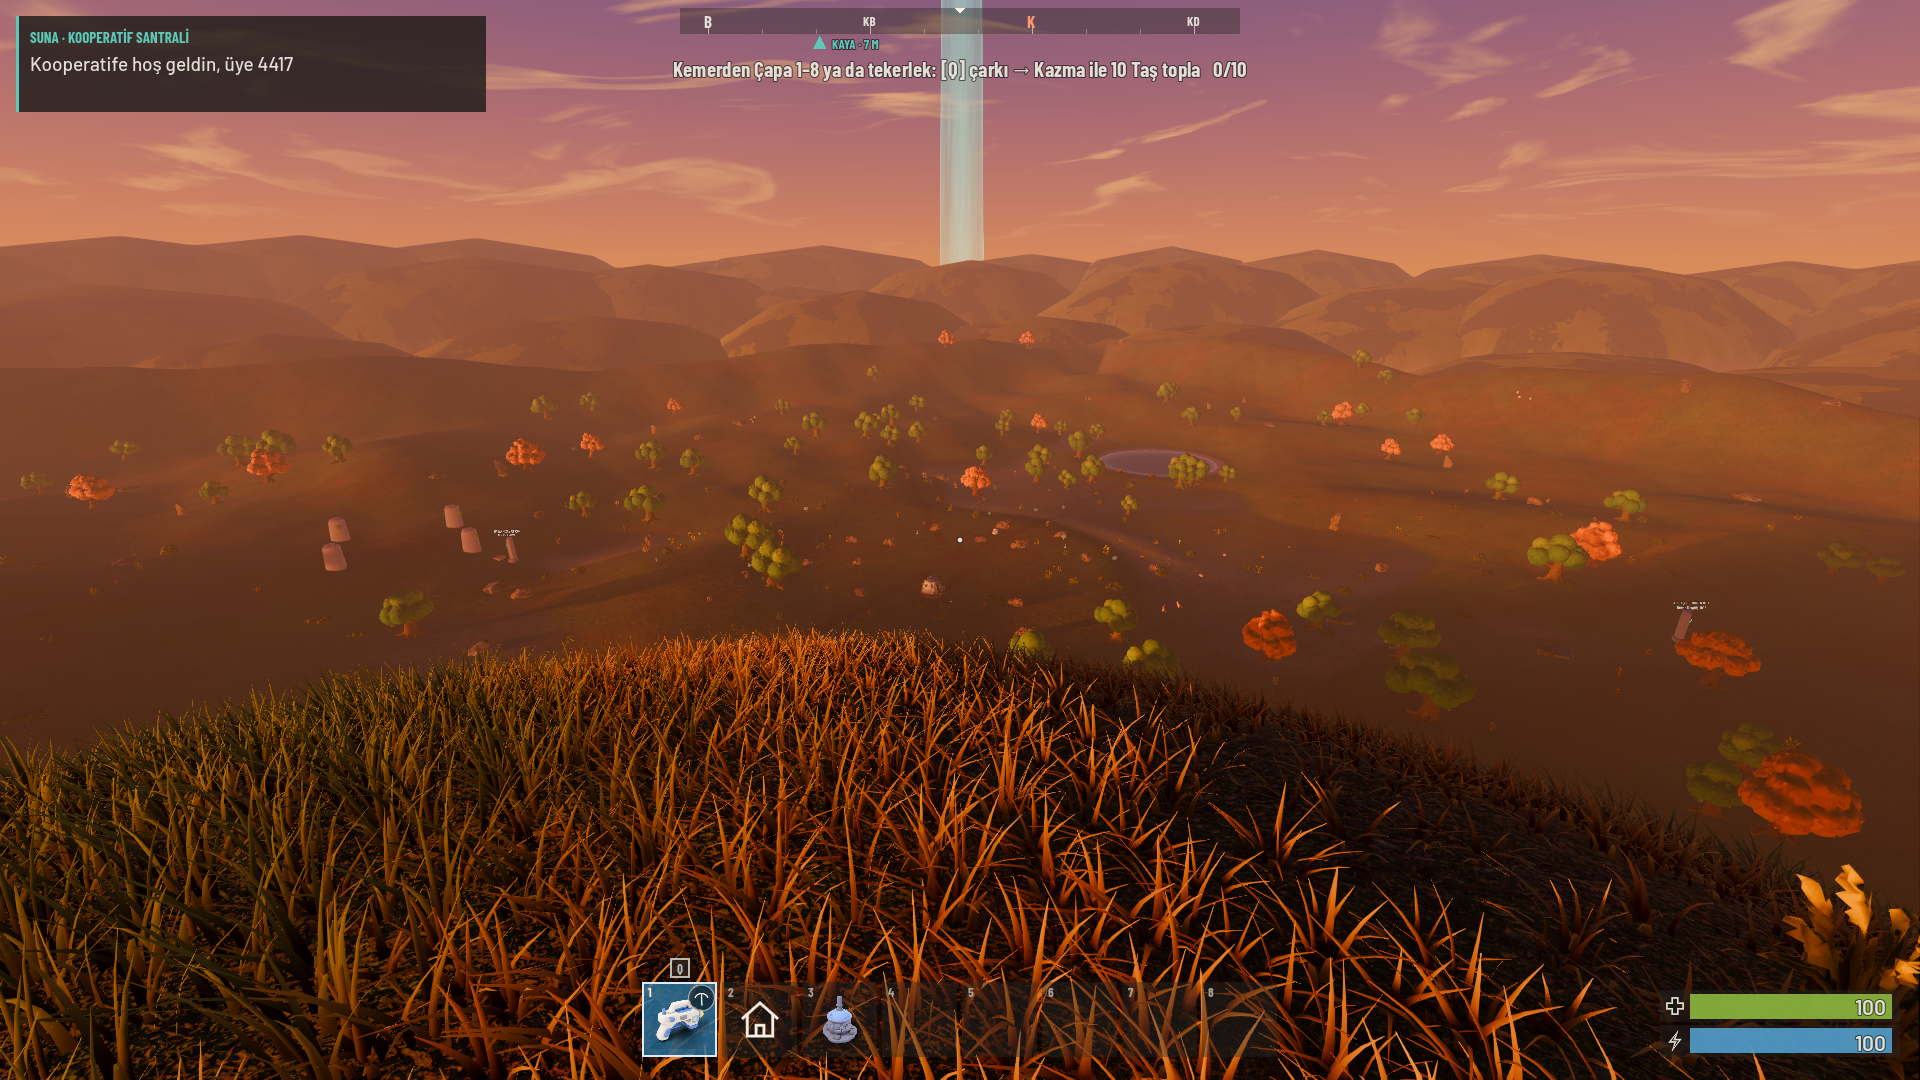 SUNA · KOOPERATİF SANTRALİ
Kooperatife hoş geldin, üye 4417
B KB K KD
KAYA · 7 M
Kemerden Çapa 1-8 ya da tekerlek: [Q] çarkı → Kazma ile 10 Taş topla 0/10
Q
1 2 3 4 5 6 7 8
100
100